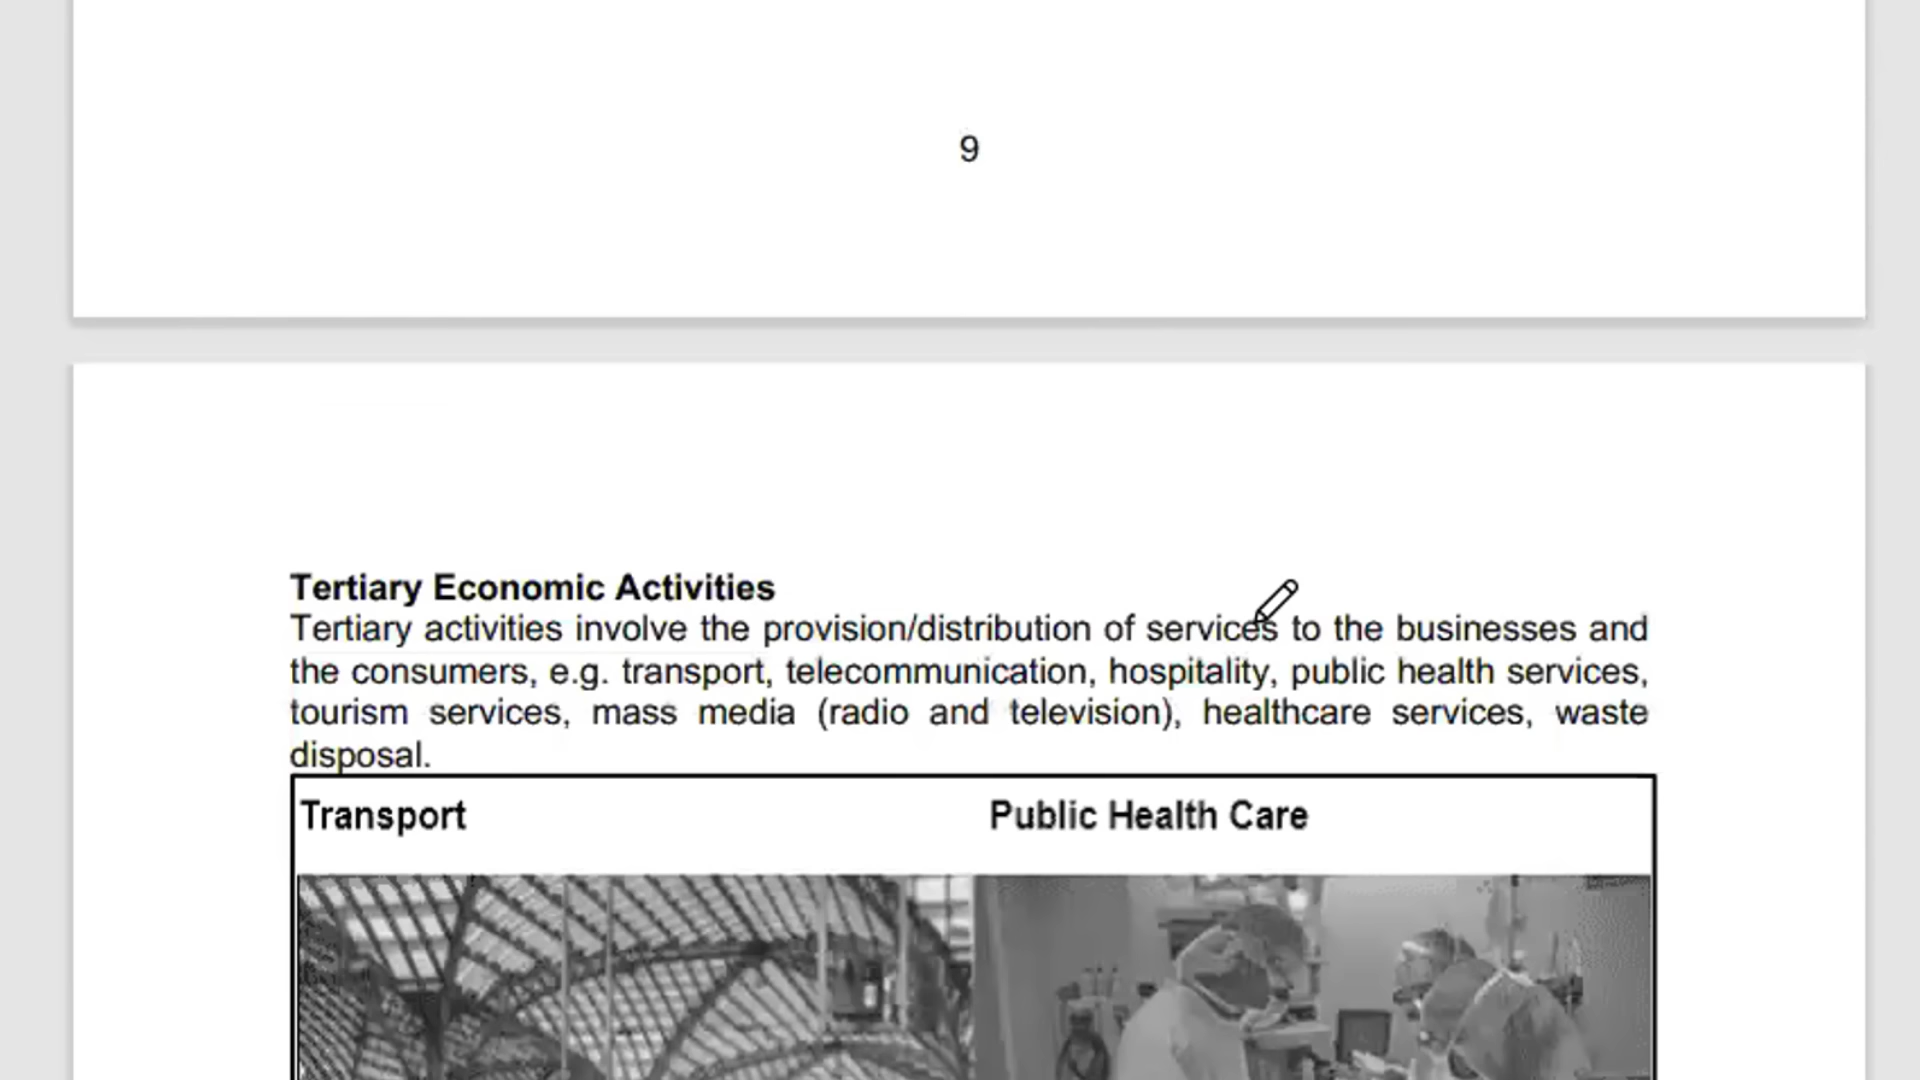 9
Tertiary Economic Activities
Tertiary activities involve the provision/distribution of services to the businesses and
the consumers, e.g. transport, telecommunication, hospitality, public health services,
tourism services, mass media (radio and television), healthcare services, waste
disposal.
Transport
Public Health Care